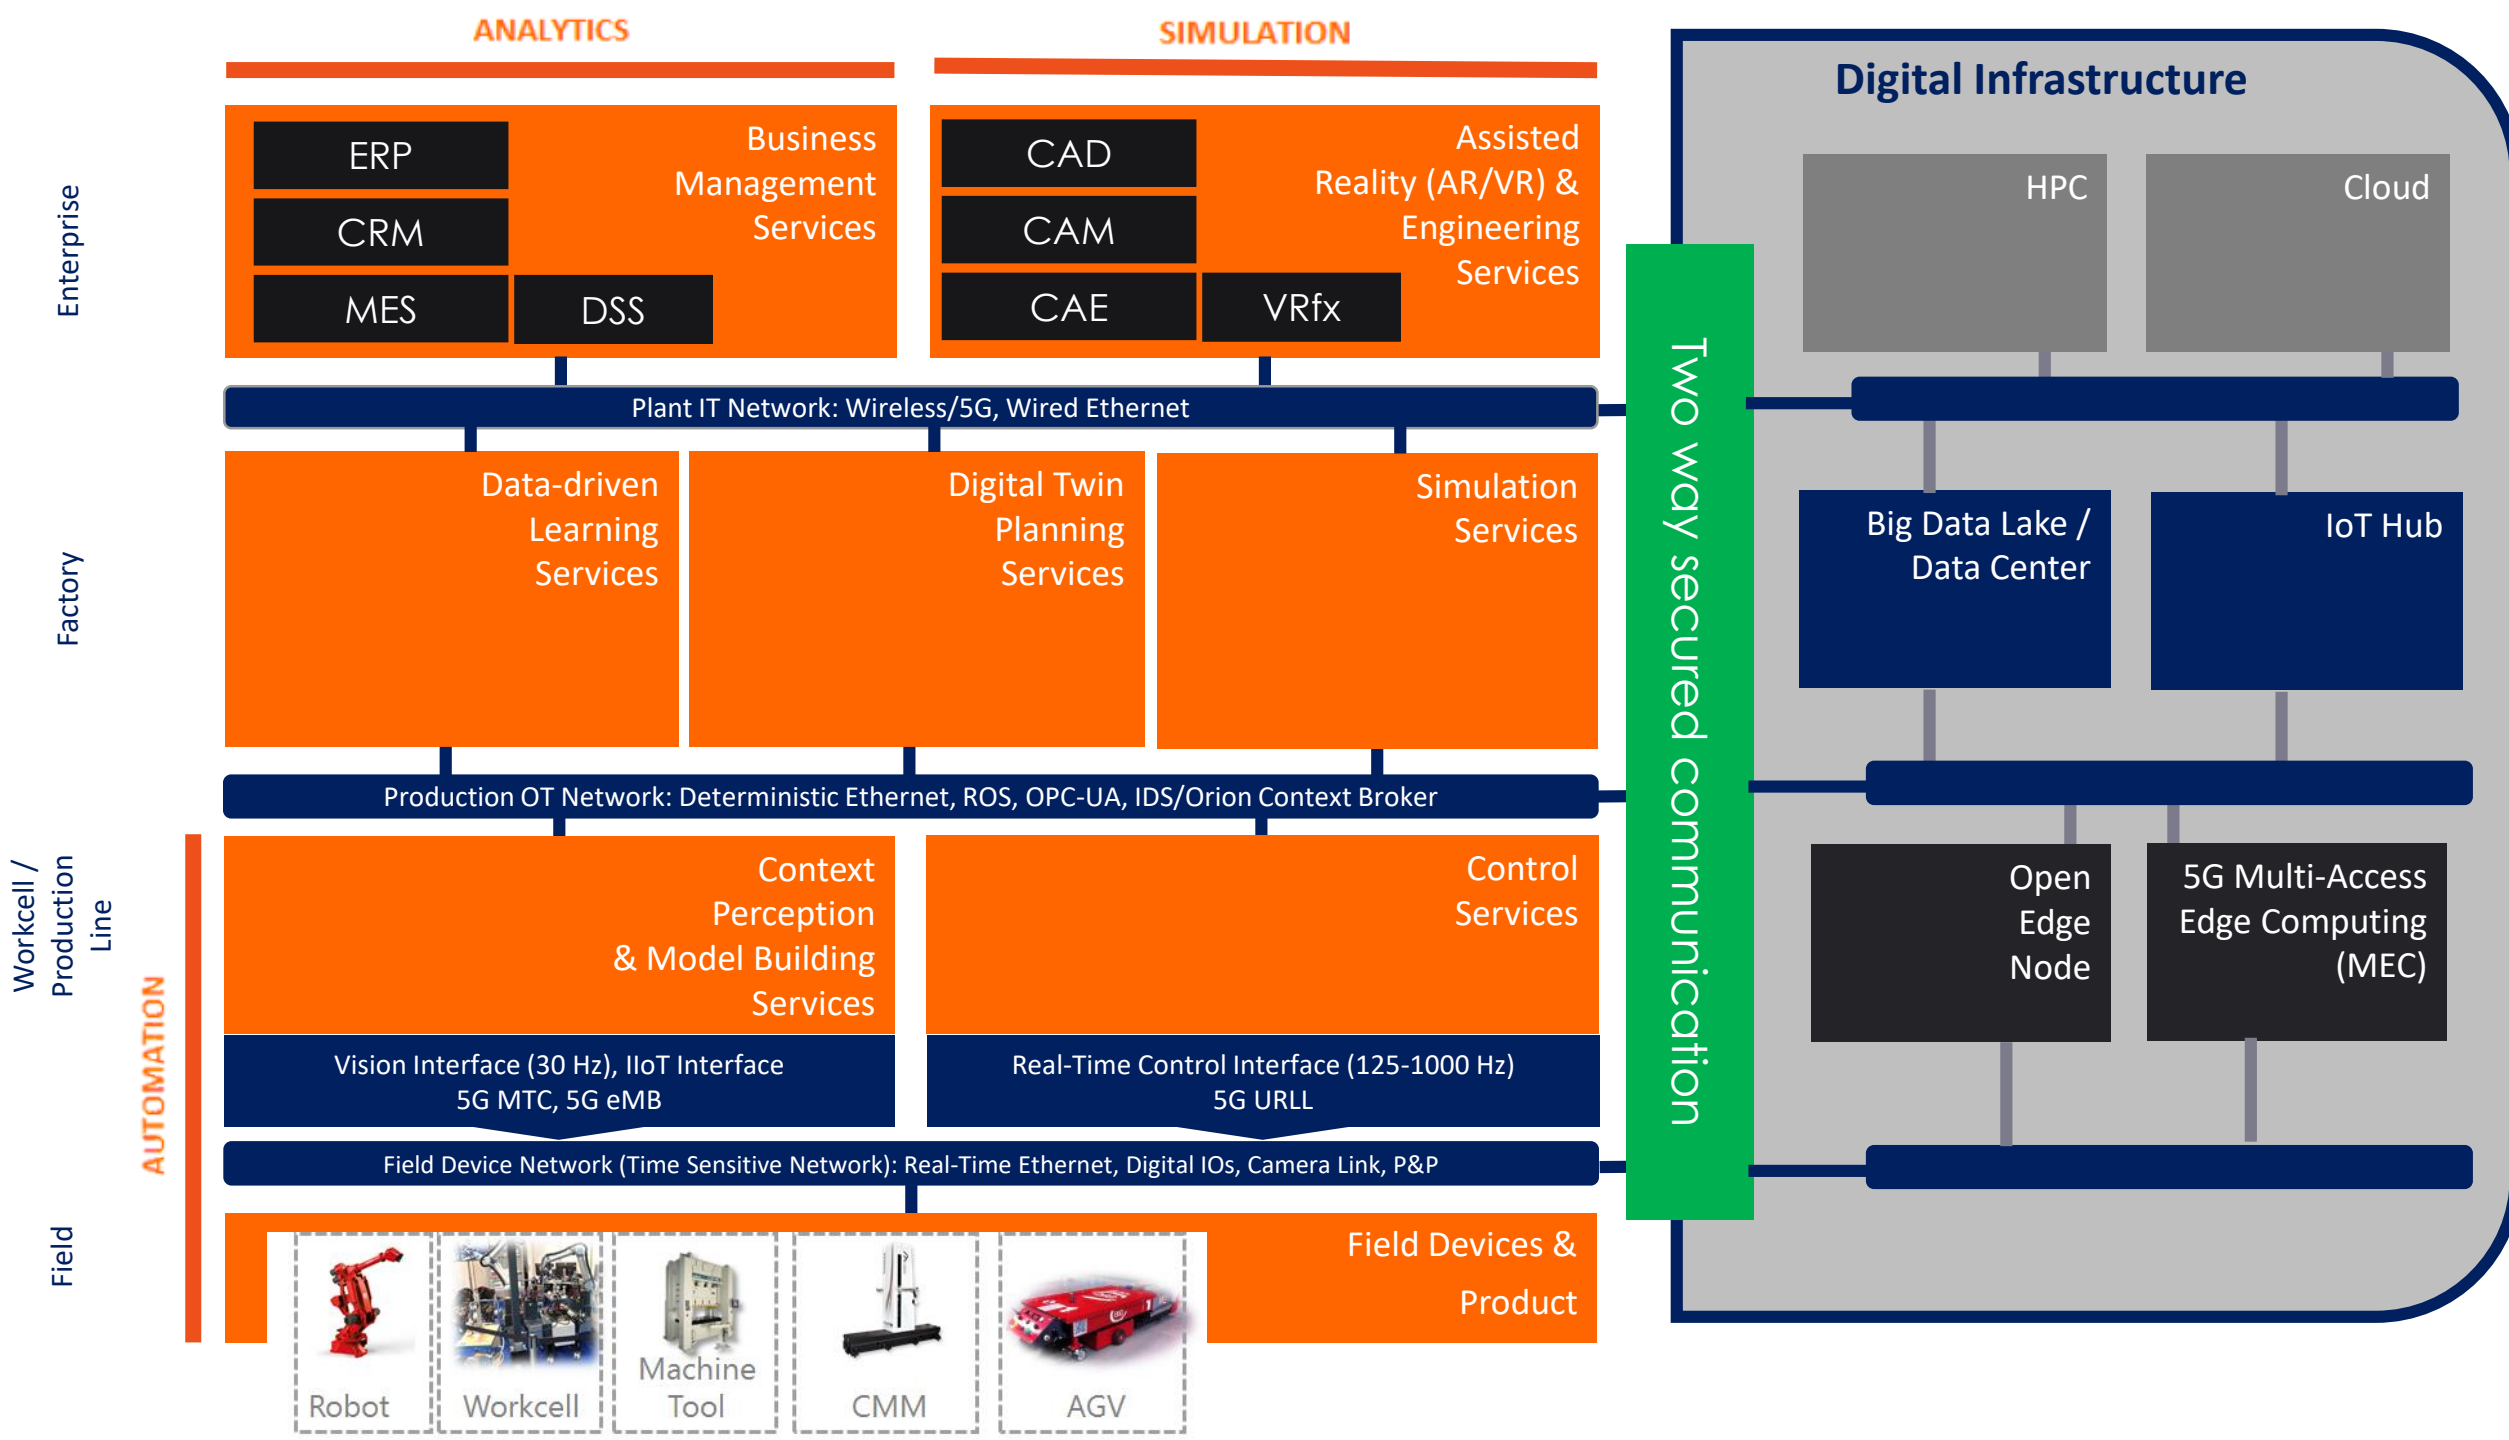 ANALYTICS
SIMULATION
Digital Infrastructure
Enterprise
ERP
CRM
MES
DSS
Business
Management
Services
CAD
CAM
CAE
VRfx
Assisted
Reality (AR/VR) &
Engineering
Services
HPC
Cloud
Plant IT Network: Wireless/5G, Wired Ethernet
Two way secured communication
Factory
Data-driven
Learning
Services
Digital Twin
Planning
Services
Simulation
Services
Big Data Lake /
Data Center
IoT Hub
Production OT Network: Deterministic Ethernet, ROS, OPC-UA, IDS/Orion Context Broker
Workcell /
Production
Line
AUTOMATION
Context
Perception
& Model Building
Services
Control
Services
Open
Edge
Node
5G Multi-Access
Edge Computing
(MEC)
Vision Interface (30 Hz), IIoT Interface
5G MTC, 5G eMB
Real-Time Control Interface (125-1000 Hz)
5G URLL
Field Device Network (Time Sensitive Network): Real-Time Ethernet, Digital IOs, Camera Link, P&P
Field
Field Devices &
Product
Robot
Workcell
Machine
Tool
CMM
AGV